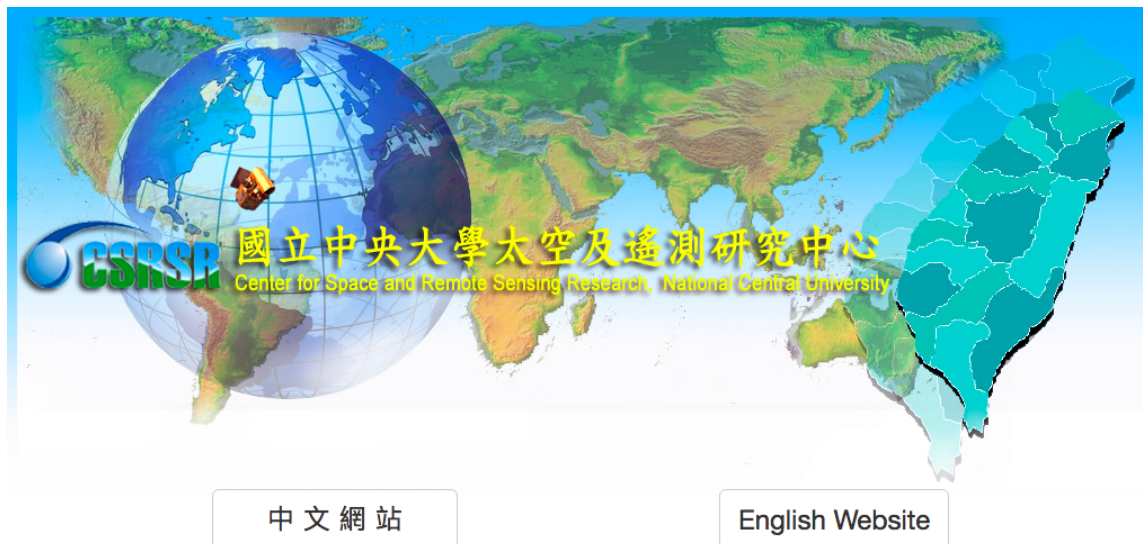 CSRSR
國立中央大學太空及遙測研究中心
Center for Space and Remote Sensing Research, National Central University
中文網站
English Website